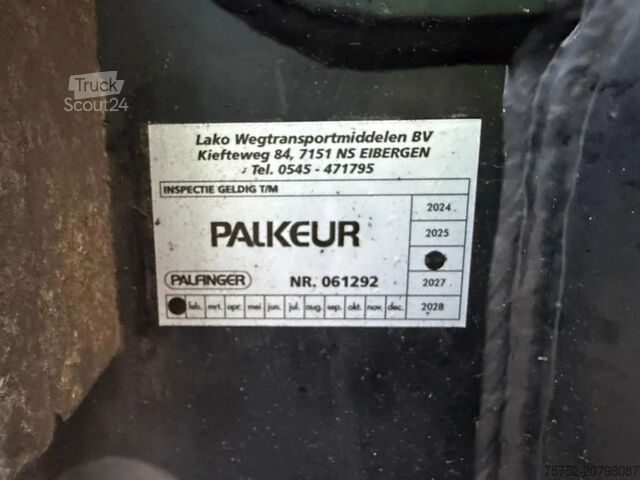 Truck
Scout24
Lako Wegtransportmiddelen BV
Kiefteweg 84, 7151 NS EIBERGEN
Tel. 0545 - 471795
INSPECTIE GELDIG T/M
2024
PALKEUR
2025
PALFINGER
NR. 061292
2027
feb. mrt. apr. mei jun. jul. aug. sep. okt. nov. dec.
2028
75752-20798087